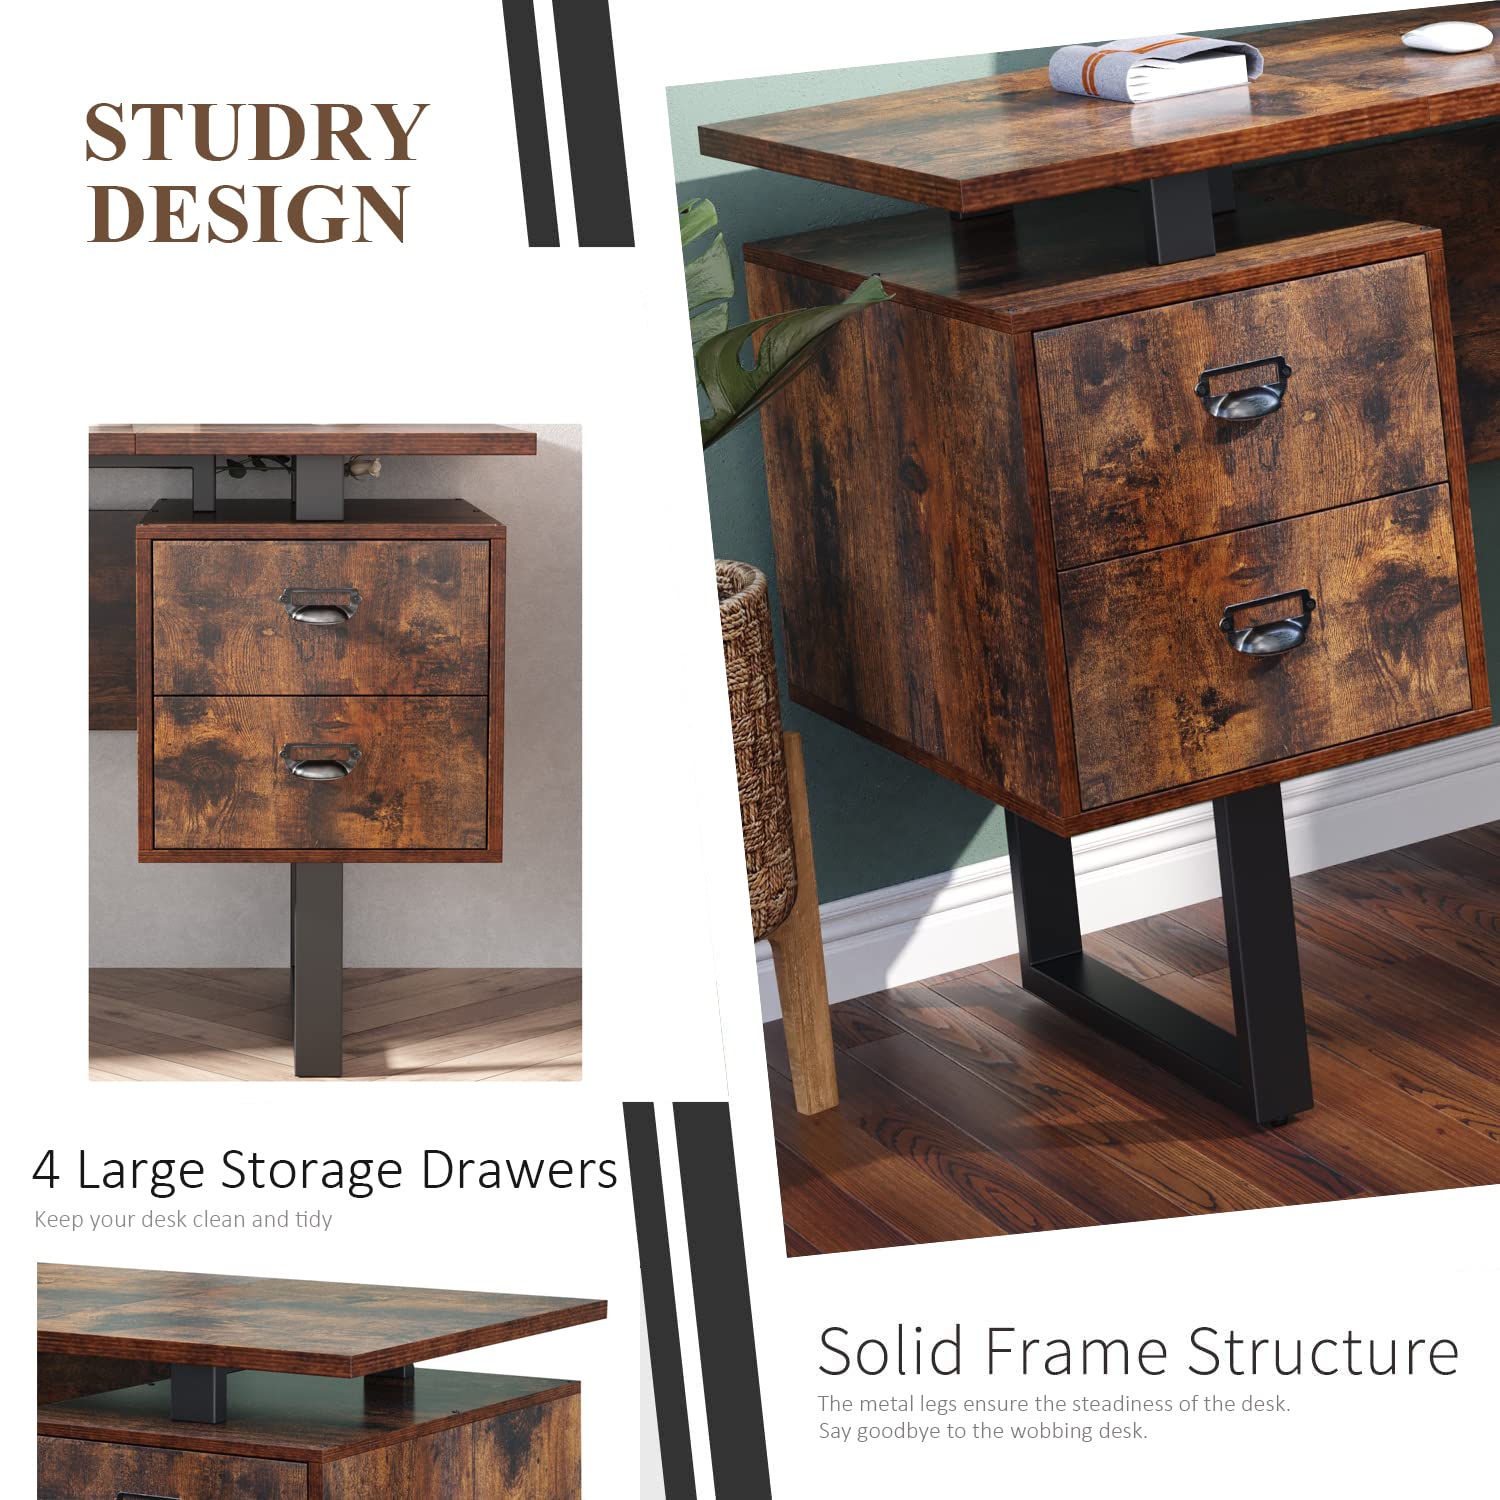 STUDRY
DESIGN
4 Large Storage Drawers
Keep your desk clean and tidy
Solid Frame Structure
The metal legs ensure the steadiness of the desk.
Say goodbye to the wobbing desk.